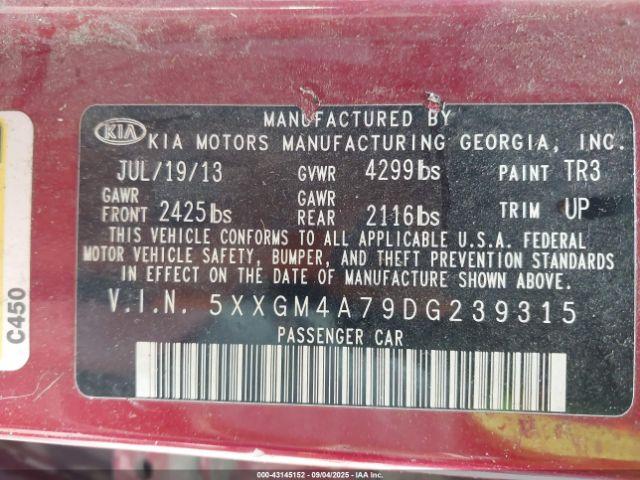 MANUFACTURED BY
KIA KIA MOTORS MANUFACTURING GEORGIA, INC.
JUL/19/13 GVWR 4299lbs PAINT TR3
GAWR FRONT 2425lbs GAWR REAR 2116lbs TRIM UP
THIS VEHICLE CONFORMS TO ALL APPLICABLE U.S.A. FEDERAL
MOTOR VEHICLE SAFETY, BUMPER, AND THEFT PREVENTION STANDARDS
IN EFFECT ON THE DATE OF MANUFACTURE SHOWN ABOVE.
V.I.N. 5XXGM4A79DG239315
PASSENGER CAR
C450
000-43145152 - 09/04/2025 - IAA Inc.